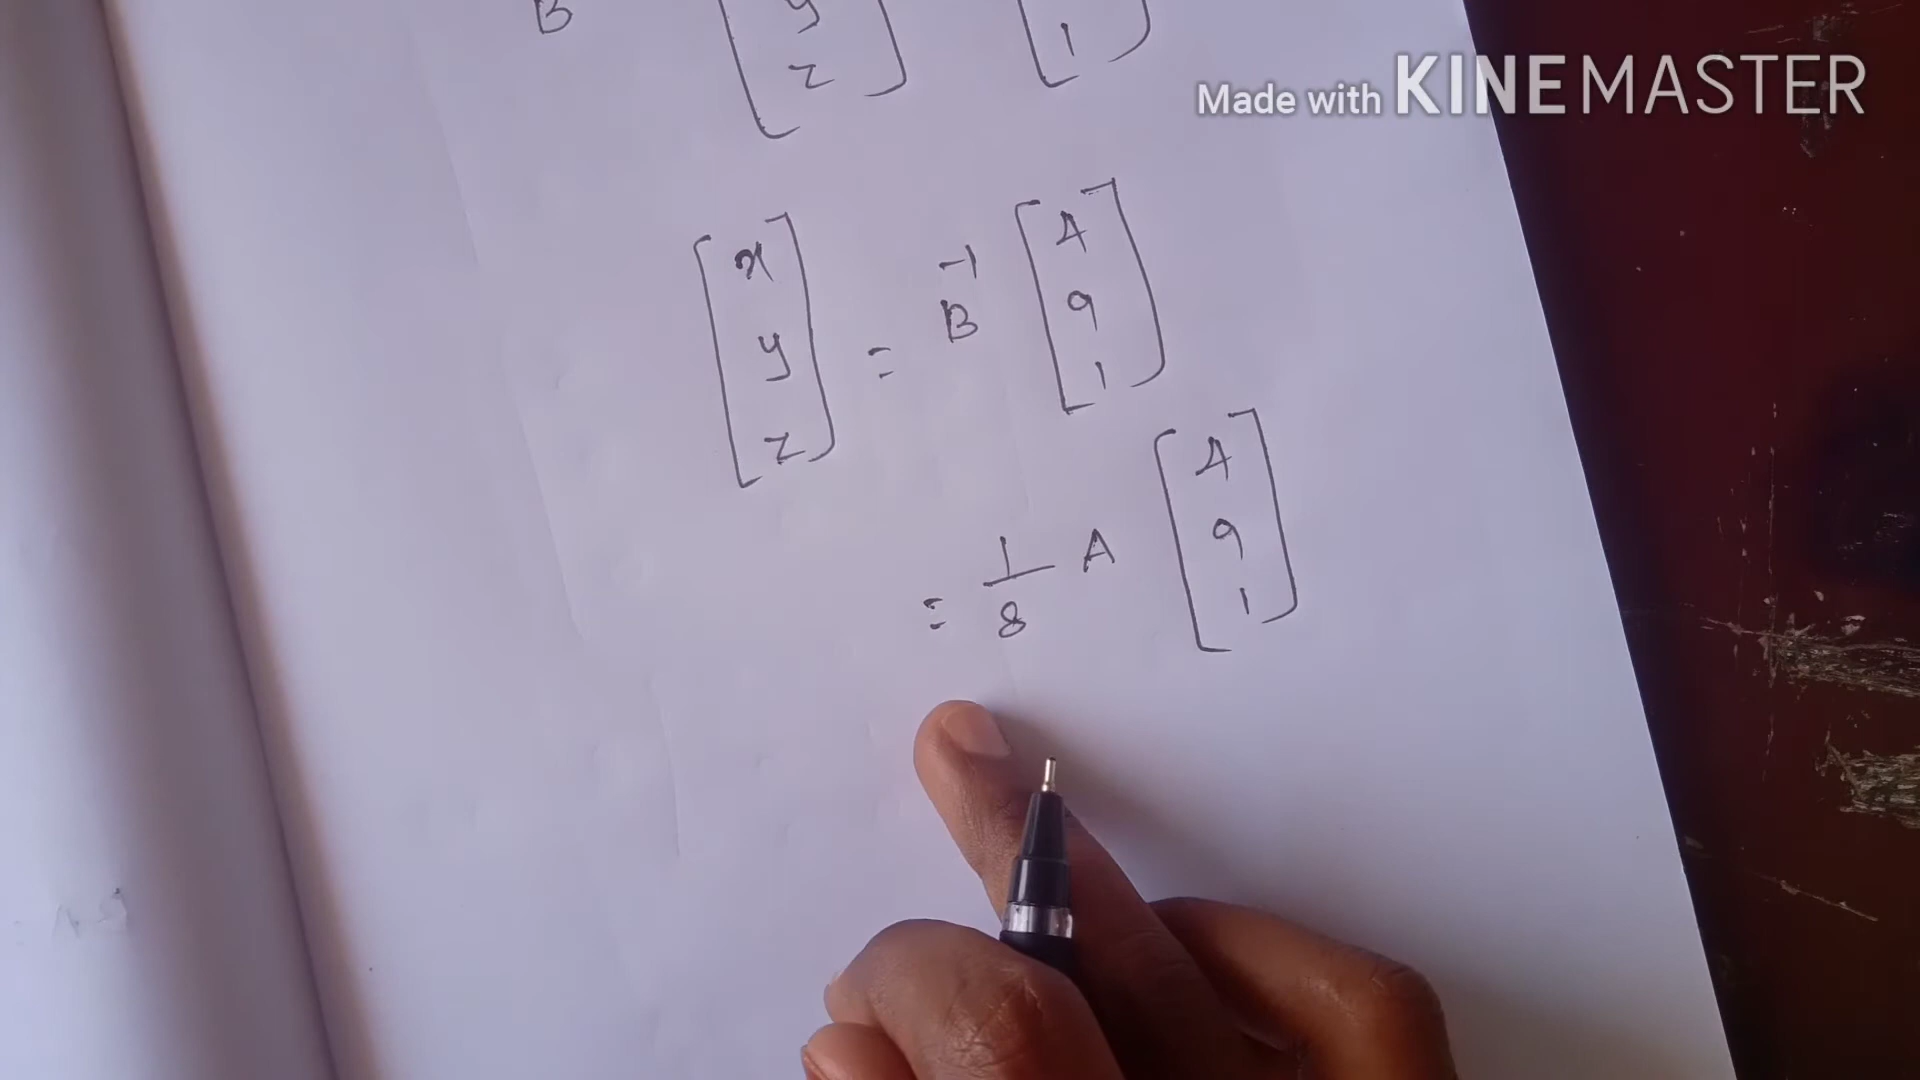 B [ y z ] [ 1 ]
Made with KINEMASTER
[ x y z ] = B⁻¹ [ 4 9 1 ]
= 1/8 A [ 4 9 1 ]